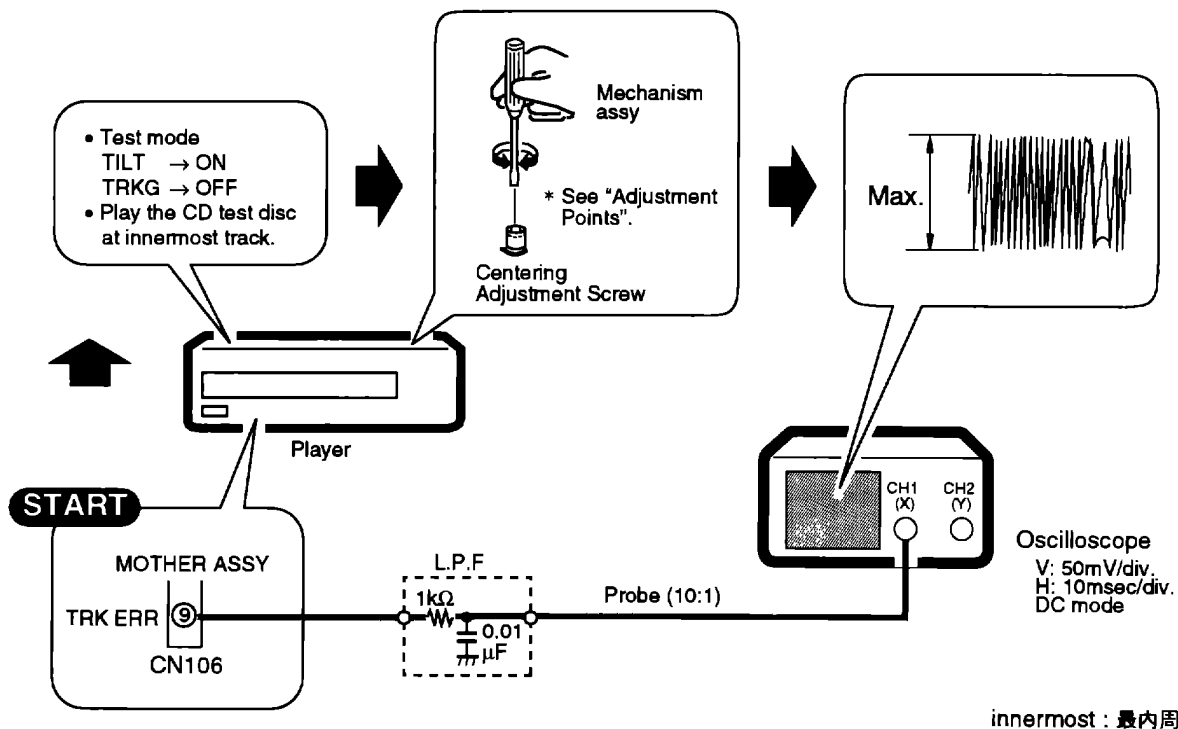 • Test mode
TILT → ON
TRKG → OFF
• Play the CD test disc
at innermost track.
Mechanism
assy
* See “Adjustment
Points”.
Centering
Adjustment Screw
Max.
Player
START
MOTHER ASSY
TRK ERR
⑨
CN106
L.P.F
1kΩ
0.01
μF
Probe (10:1)
CH1
(X)
CH2
(Y)
Oscilloscope
V: 50mV/div.
H: 10msec/div.
DC mode
innermost : 最内周